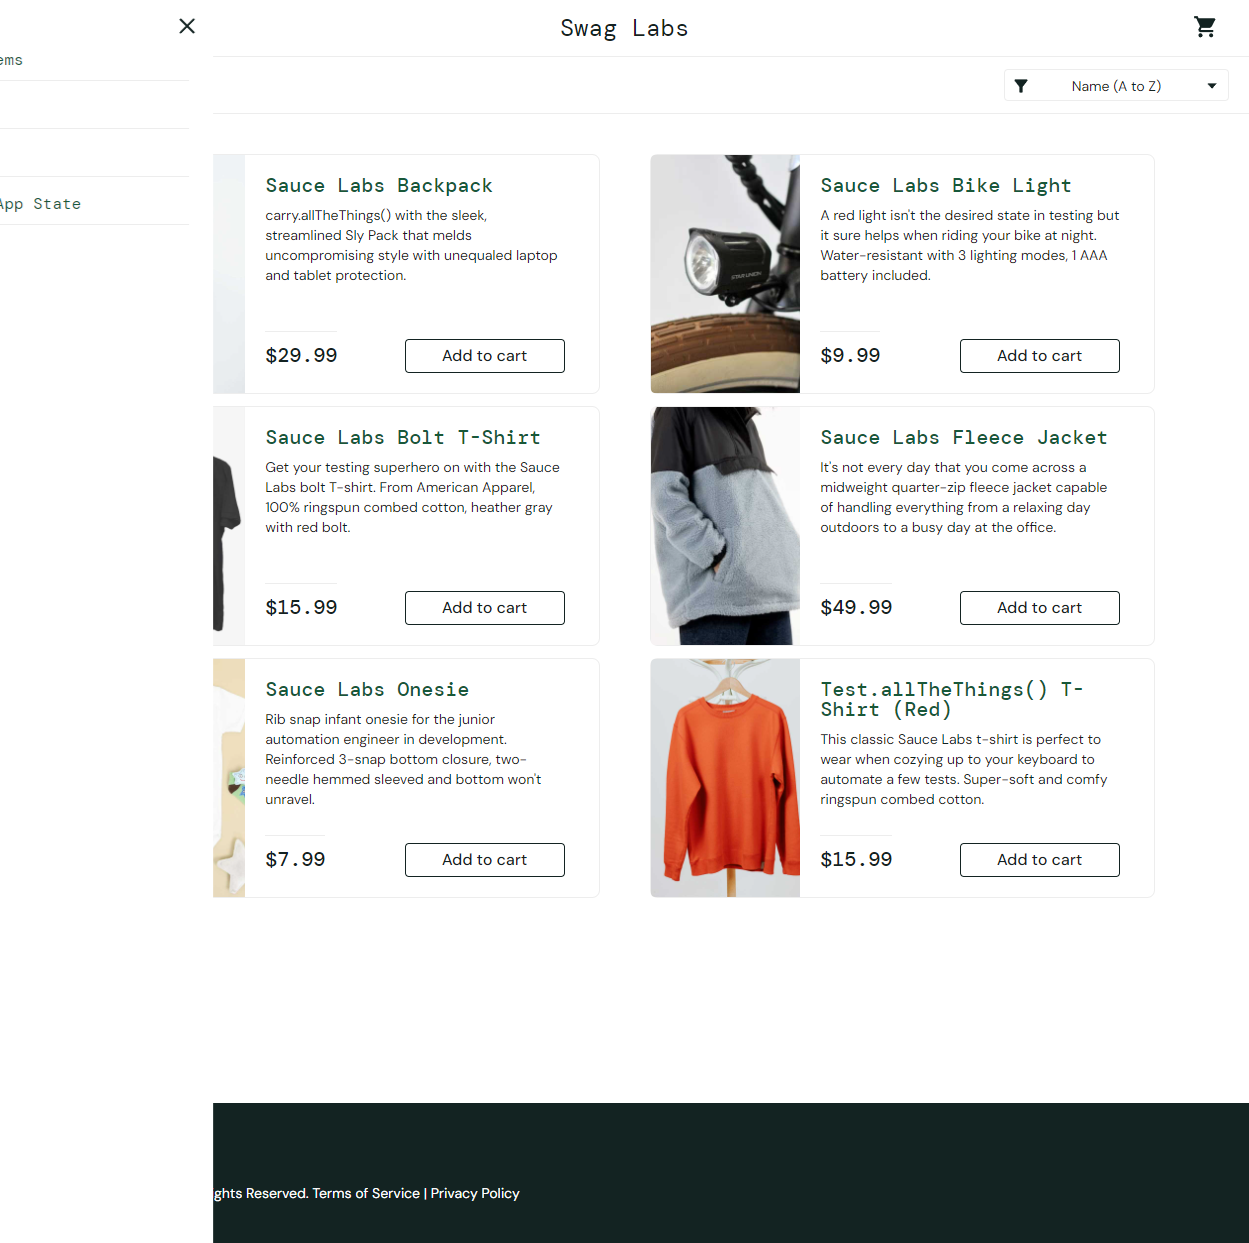 Swag Labs
Name (A to Z)
ems
App State
Sauce Labs Backpack
carry.allTheThings() with the sleek,
streamlined Sly Pack that melds
uncompromising style with unequaled laptop
and tablet protection.
$29.99
Add to cart
Sauce Labs Bike Light
A red light isn't the desired state in testing but
it sure helps when riding your bike at night.
Water-resistant with 3 lighting modes, 1 AAA
battery included.
$9.99
Add to cart
Sauce Labs Bolt T-Shirt
Get your testing superhero on with the Sauce
Labs bolt T-shirt. From American Apparel,
100% ringspun combed cotton, heather gray
with red bolt.
$15.99
Add to cart
Sauce Labs Fleece Jacket
It's not every day that you come across a
midweight quarter-zip fleece jacket capable
of handling everything from a relaxing day
outdoors to a busy day at the office.
$49.99
Add to cart
Sauce Labs Onesie
Rib snap infant onesie for the junior
automation engineer in development.
Reinforced 3-snap bottom closure, two-
needle hemmed sleeved and bottom won't
unravel.
$7.99
Add to cart
Test.allTheThings() T-
Shirt (Red)
This classic Sauce Labs t-shirt is perfect to
wear when cozying up to your keyboard to
automate a few tests. Super-soft and comfy
ringspun combed cotton.
$15.99
Add to cart
ghts Reserved. Terms of Service | Privacy Policy